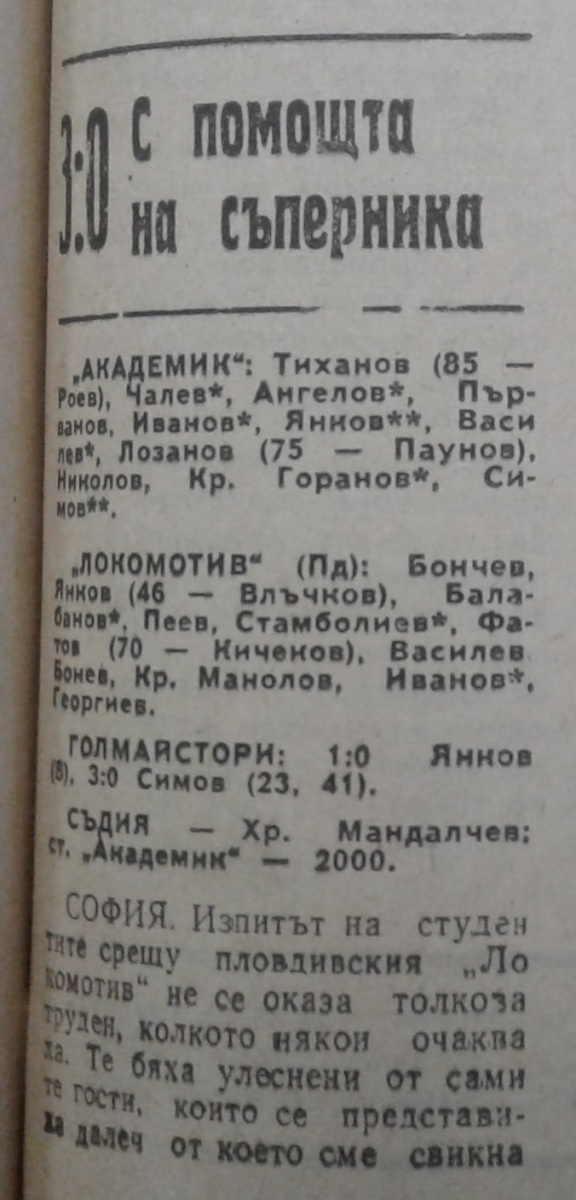 3:0 С помощта
на съперника
„АКАДЕМИК“: Тиханов (85 —
Роев), Чалев*, Ангелов*, Пър-
ванов, Иванов*, Янков**, Васи
лев*, Лозанов (75 — Паунов),
Николов, Кр. Горанов*, Си-
мов**.
„ЛОКОМОТИВ“ (Пд): Бончев,
Янков (46 — Влъчков), Бала-
банов*, Пеев, Стамболиев*, Фа-
тов (70 — Киченов), Василев
Бонев, Кр. Манолов, Иванов*,
Георгиев.
ГОЛМАЙСТОРИ: 1:0 Янков
(8), 3:0 Симов (23, 41).
СЪДИЯ — Хр. Мандалчев;
ст. „Академик“ — 2000.
СОФИЯ. Изпитът на студен
тите срещу пловдивския „Ло
комотив“ не се оказа толкова
труден, колкото някои очаква
ха. Те бяха улеснени от сами
те гости, които се представи-
ха далеч от което сме свикна